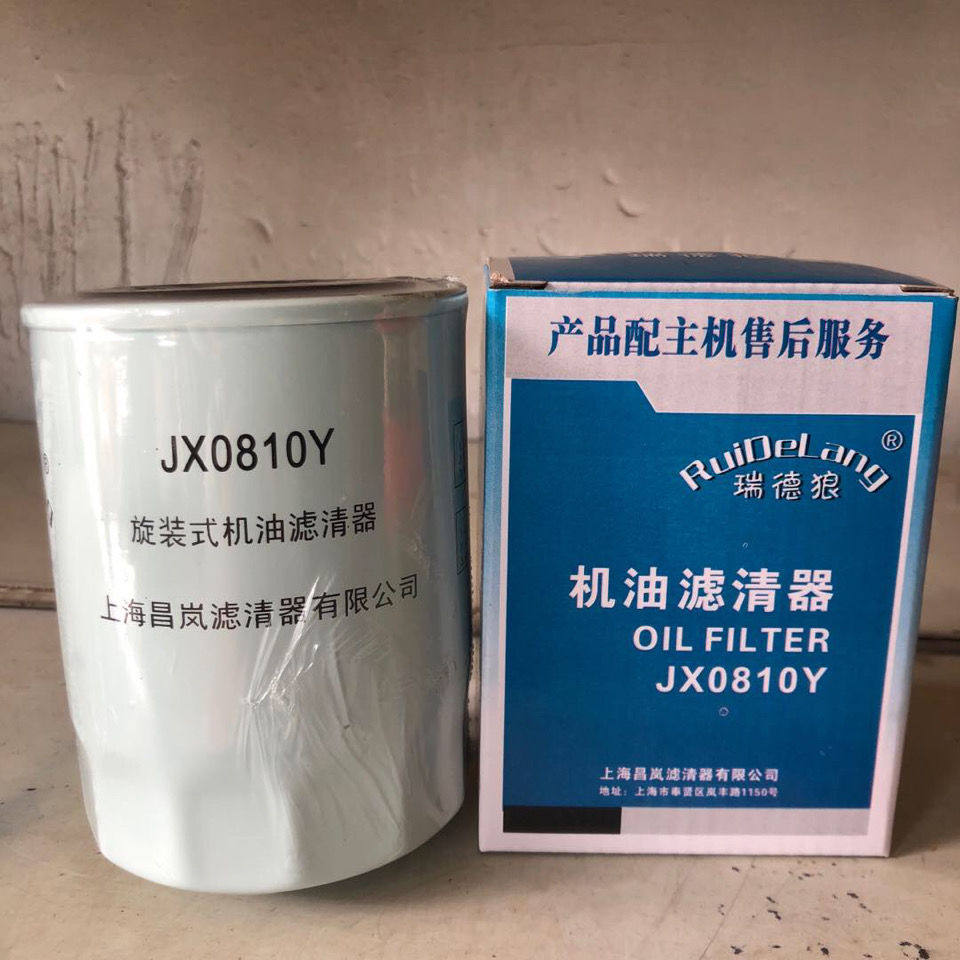 JX0810Y
旋装式机油滤清器
上海昌岚滤清器有限公司
产品配主机售后服务
RuiDeLang®
瑞德狼
机油滤清器
OIL FILTER
JX0810Y
上海昌岚滤清器有限公司
地址：上海市奉贤区岚丰路1150号